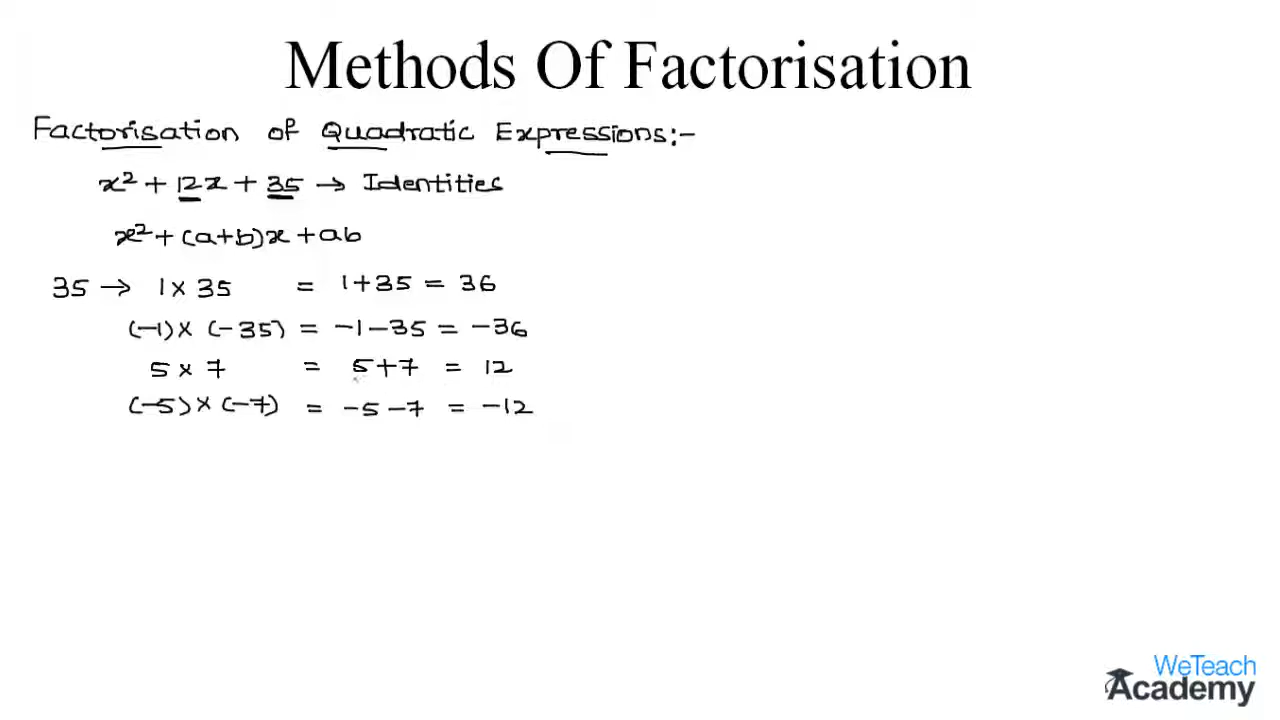 Methods Of Factorisation
Factorisation of Quadratic Expressions:-
x² + 12x + 35 → Identities
x² + (a+b)x + ab
35 → 1 × 35 = 1 + 35 = 36
(-1) × (-35) = -1 - 35 = -36
5 × 7 = 5 + 7 = 12
(-5) × (-7) = -5 - 7 = -12
WeTeach
Academy